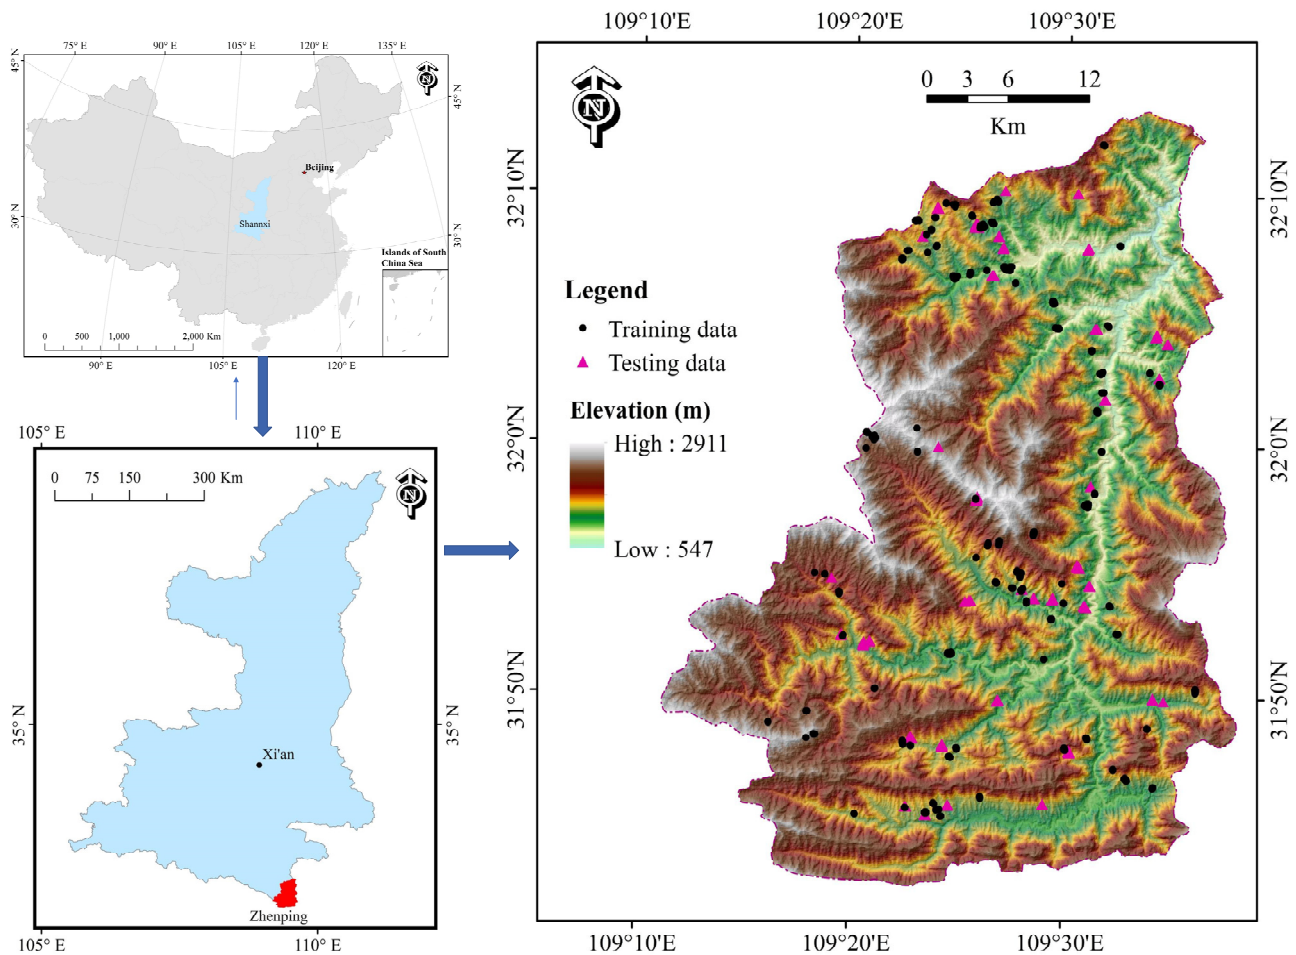 75° E 90° E 105° E 120° E 135° E
45° N
45° N
N
Beijing
Shannxi
30° N
30° N
Islands of South
China Sea
0 500 1,000 2,000 Km
90° E 105° E 120° E
105° E 110° E
0 75 150 300 Km
N
35° N
35° N
Xi'an
Zhenping
105° E 110° E
109°10'E 109°20'E 109°30'E
N
0 3 6 12
Km
32°10'N
32°10'N
Legend
Training data
Testing data
Elevation (m)
High : 2911
Low : 547
32°0'N
32°0'N
31°50'N
31°50'N
109°10'E 109°20'E 109°30'E